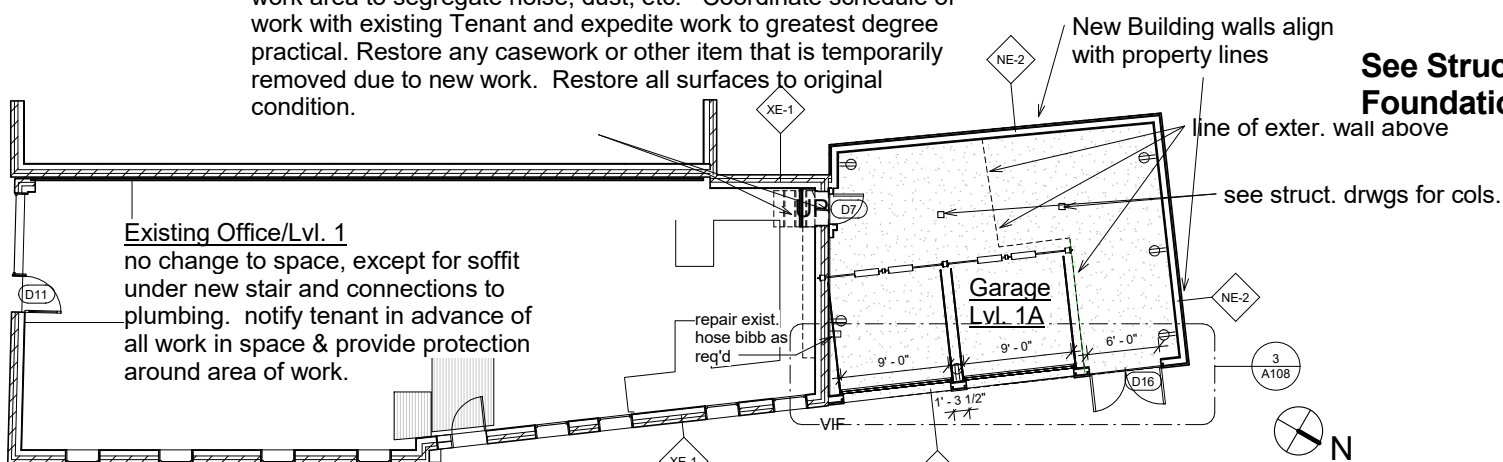 work area to segregate noise, dust, etc. Coordinate schedule of
work with existing Tenant and expedite work to greatest degree
practical. Restore any casework or other item that is temporarily
removed due to new work. Restore all surfaces to original
condition.
New Building walls align
with property lines
See Struc
Foundatio
NE-2
XE-1
line of exter. wall above
see struct. drwgs for cols.
UP
D7
Existing Office/Lvl. 1
no change to space, except for soffit
under new stair and connections to
plumbing. notify tenant in advance of
all work in space & provide protection
around area of work.
D11
Garage
Lvl. 1A
NE-2
repair exist.
hose bibb as
req'd
9' - 0"
9' - 0"
6' - 0"
3
A108
D16
1' - 3 1/2"
VIF
N
XE-1